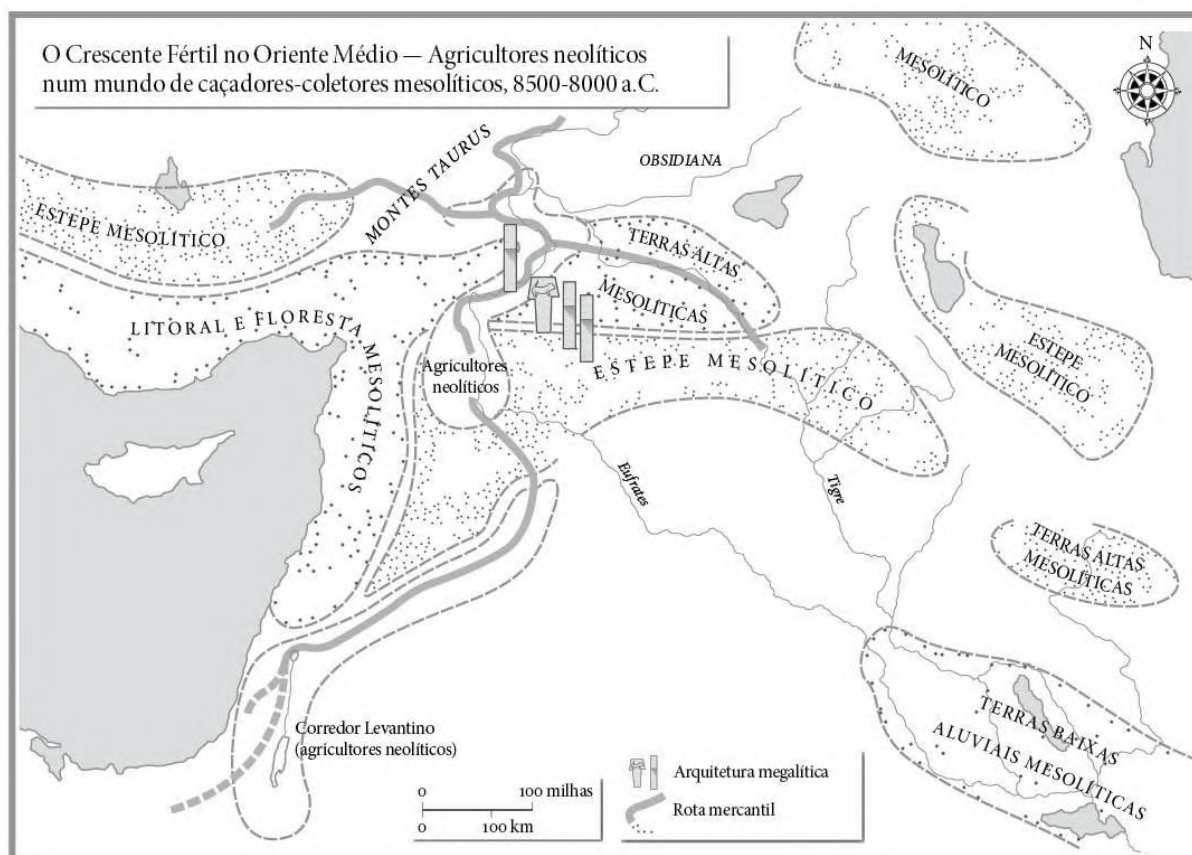 O Crescente Fértil no Oriente Médio — Agricultores neolíticos
num mundo de caçadores-coletores mesolíticos, 8500-8000 a.C.
N
MESOLÍTICO
MONTES TAURUS
OBSIDIANA
ESTEPE MESOLÍTICO
TERRAS ALTAS
MESOLÍTICAS
LITORAL E FLORESTA
MESOLÍTICOS
ESTEPE
MESOLÍTICO
Agricultores
neolíticos
ESTEPE MESOLÍTICO
Eufrates
Tigre
TERRAS ALTAS
MESOLÍTICAS
TERRAS BAIXAS
ALUVIAIS MESOLÍTICAS
Corredor Levantino
(agricultores neolíticos)
0 100 milhas
0 100 km
Arquitetura megalítica
Rota mercantil